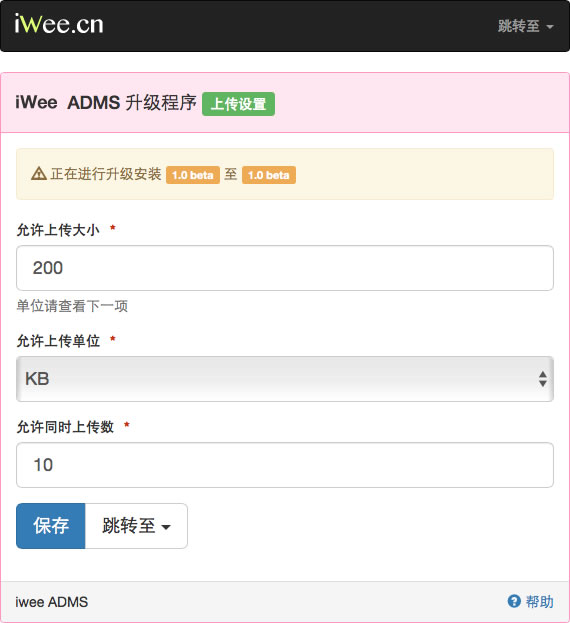 iWee.cn 跳转至
iWee ADMS 升级程序 上传设置
正在进行升级安装 1.0 beta 至 1.0 beta
允许上传大小 *
200
单位请查看下一项
允许上传单位 *
KB
允许同时上传数 *
10
保存 跳转至
iwee ADMS 帮助